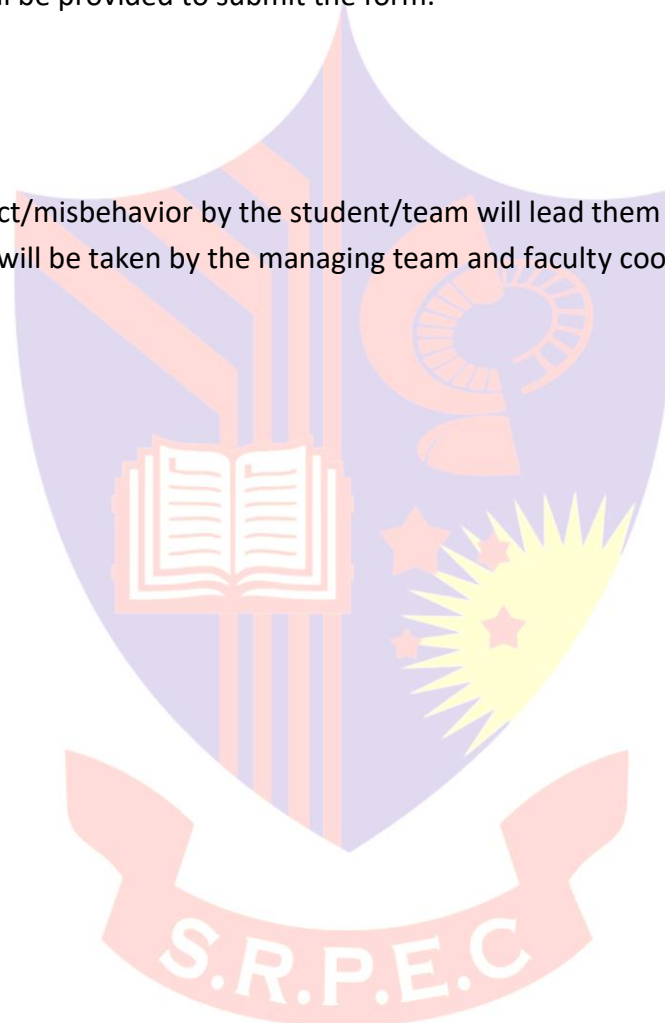 be provided to submit the form.
ct/misbehavior by the student/team will lead them
will be taken by the managing team and faculty coo
S.R.P.E.C